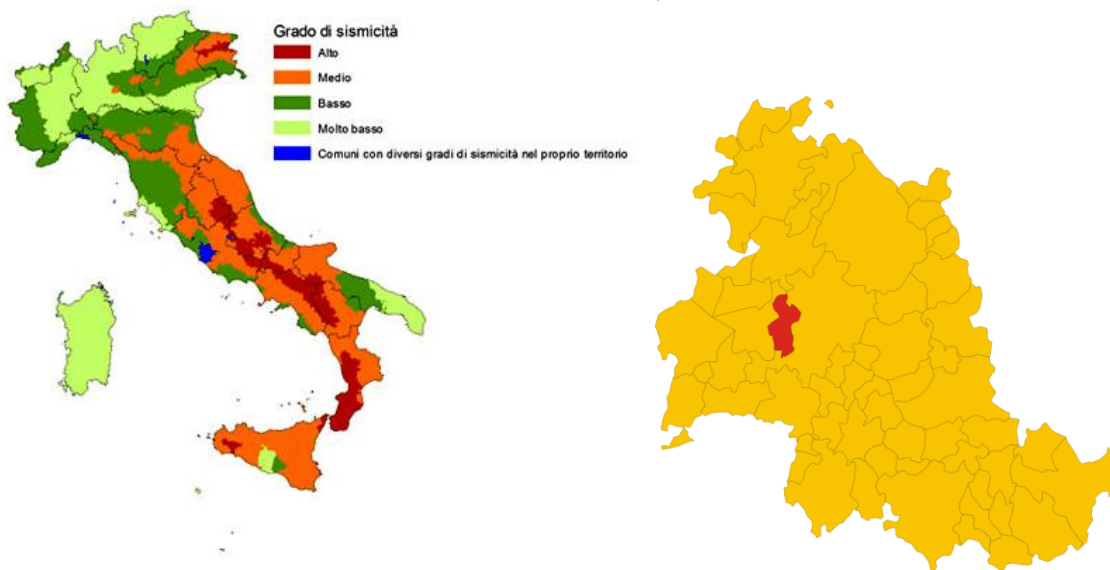 Grado di sismicità
Alto
Medio
Basso
Molto basso
Comuni con diversi gradi di sismicità nel proprio territorio